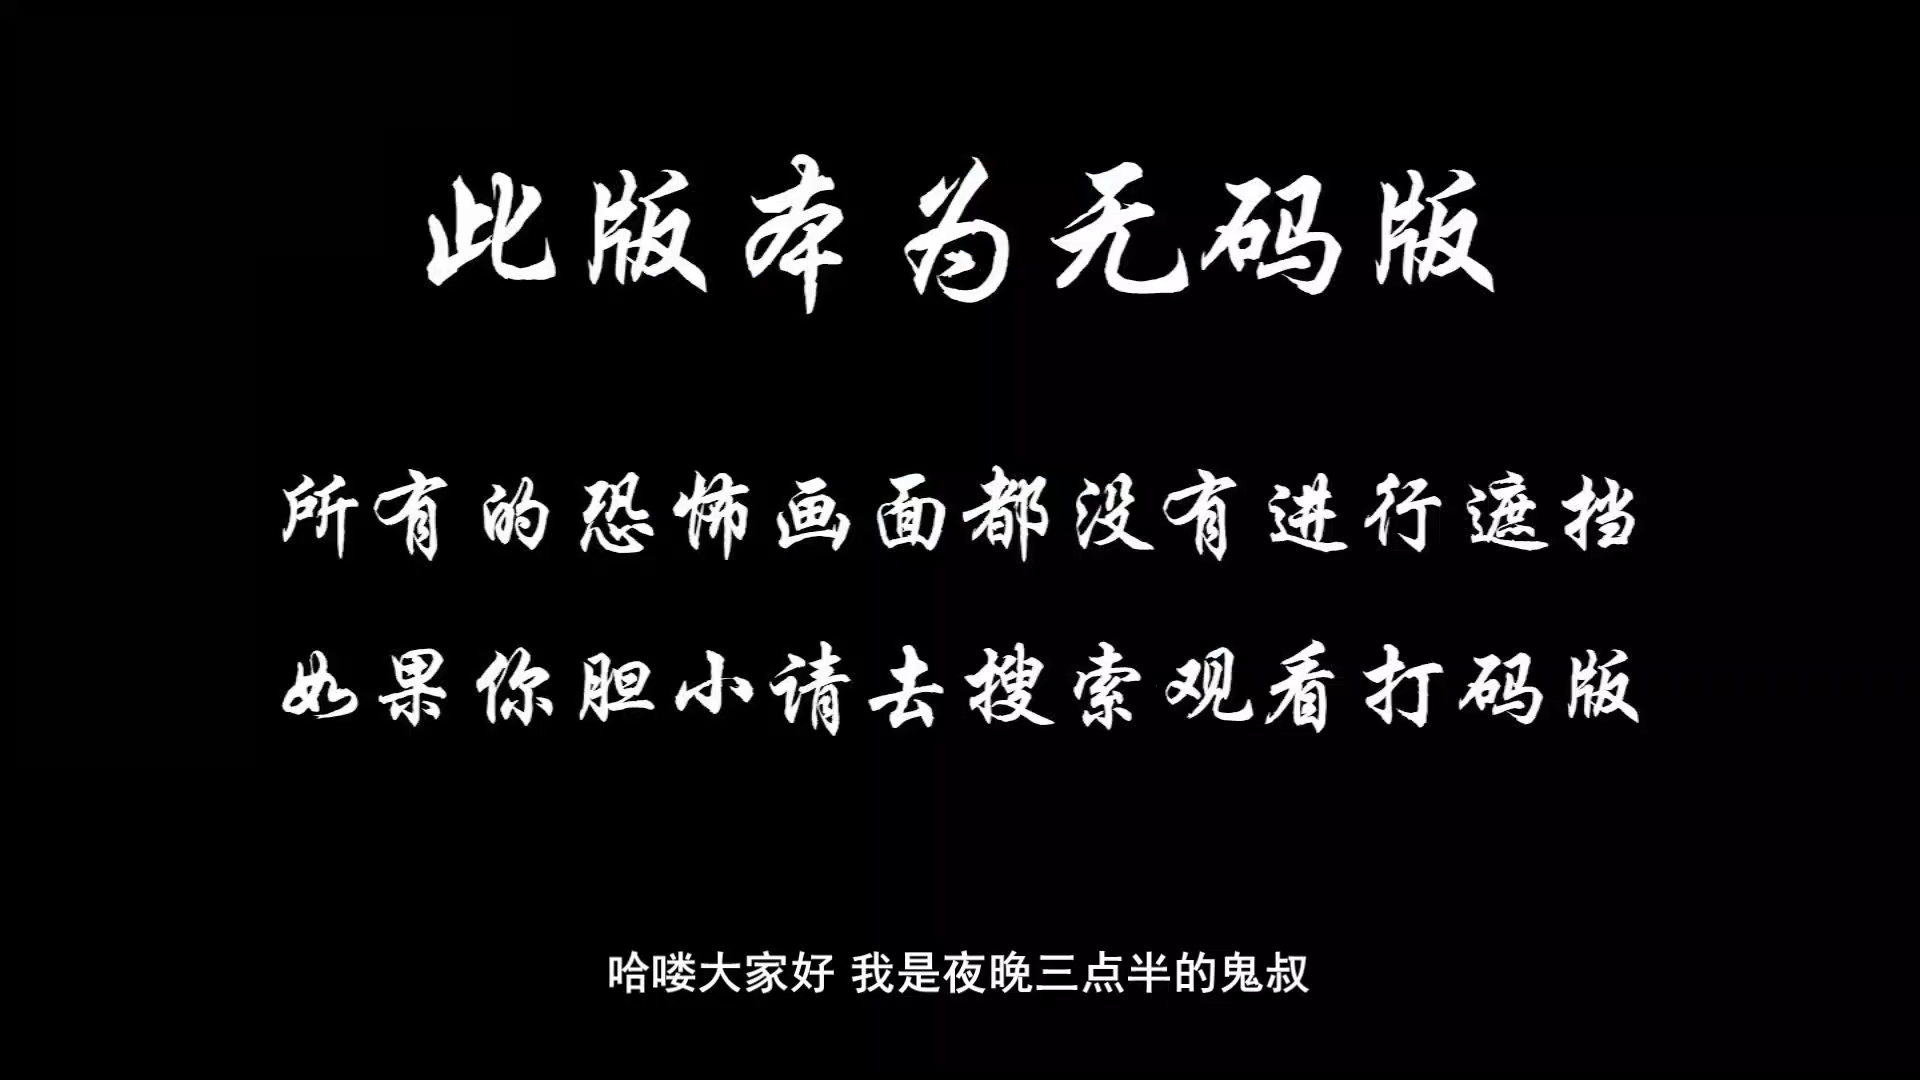 此版本为无码版
所有的恐怖画面都没有进行遮挡
如果你胆小请去搜索观看打码版
哈喽大家好 我是夜晚三点半的鬼叔